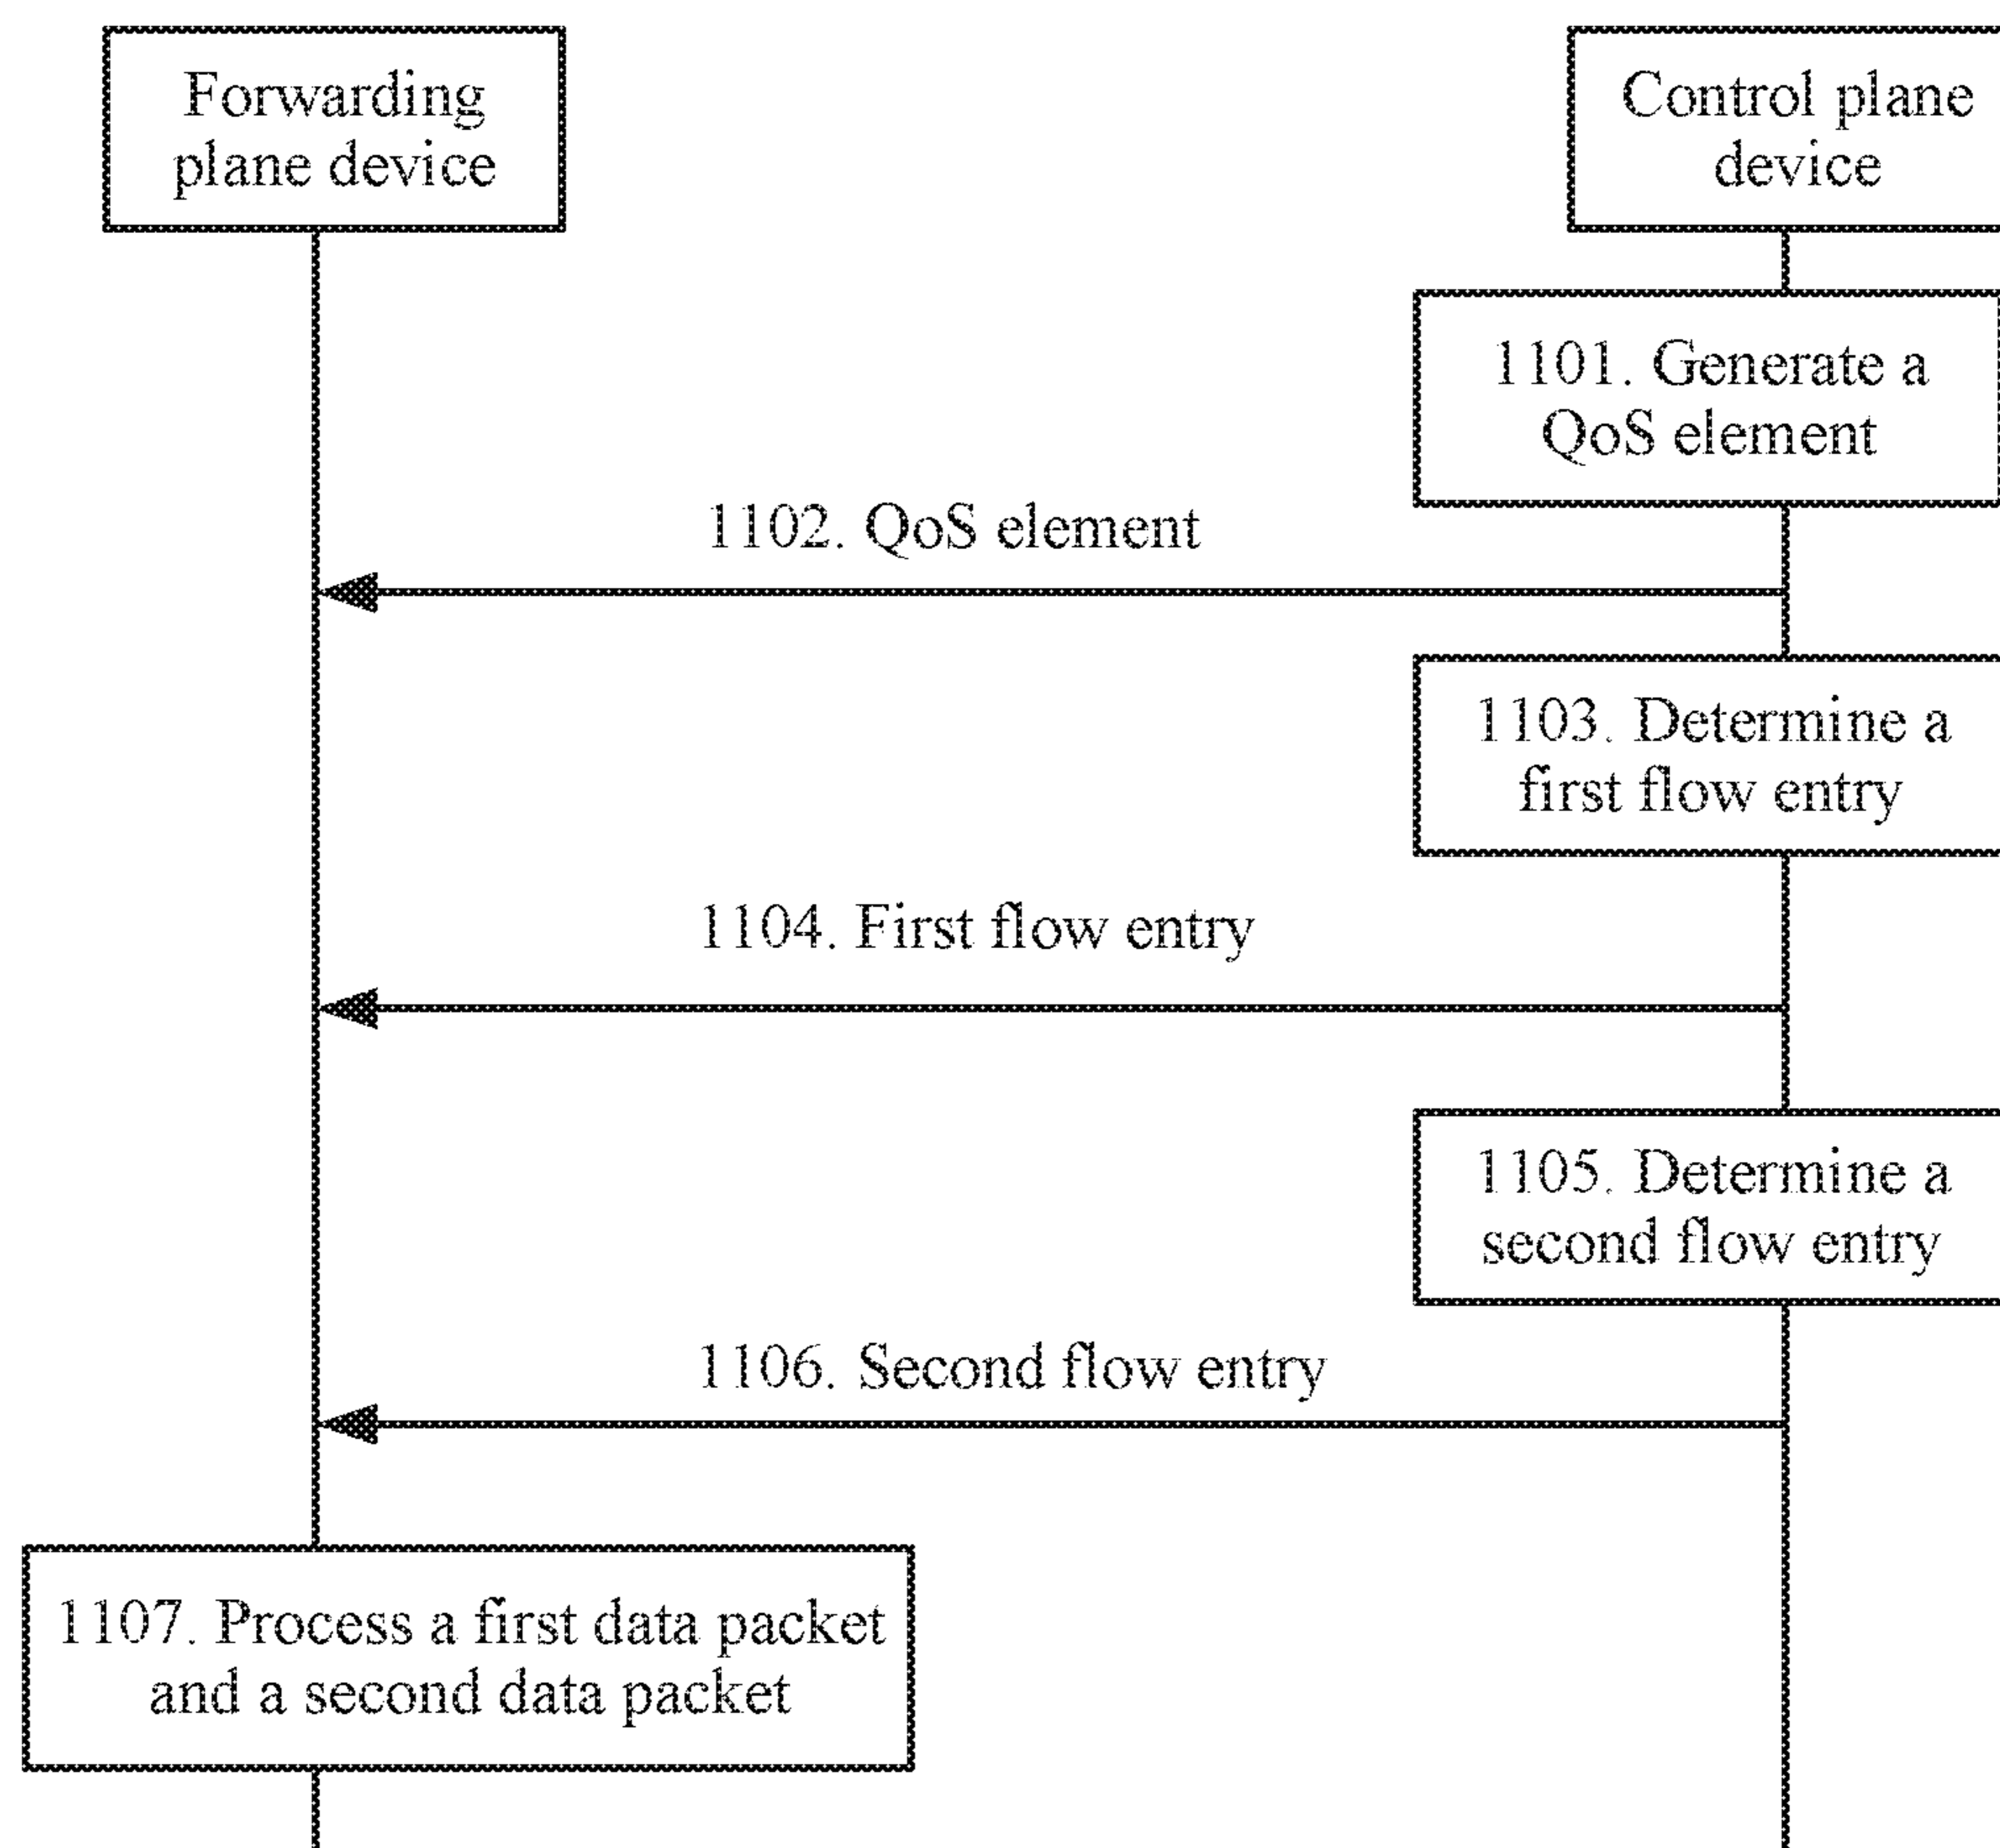 Forwarding
plane device
Control plane
device
1101. Generate a
QoS element
1102. QoS element
1103. Determine a
first flow entry
1104. First flow entry
1105. Determine a
second flow entry
1106. Second flow entry
1107. Process a first data packet
and a second data packet